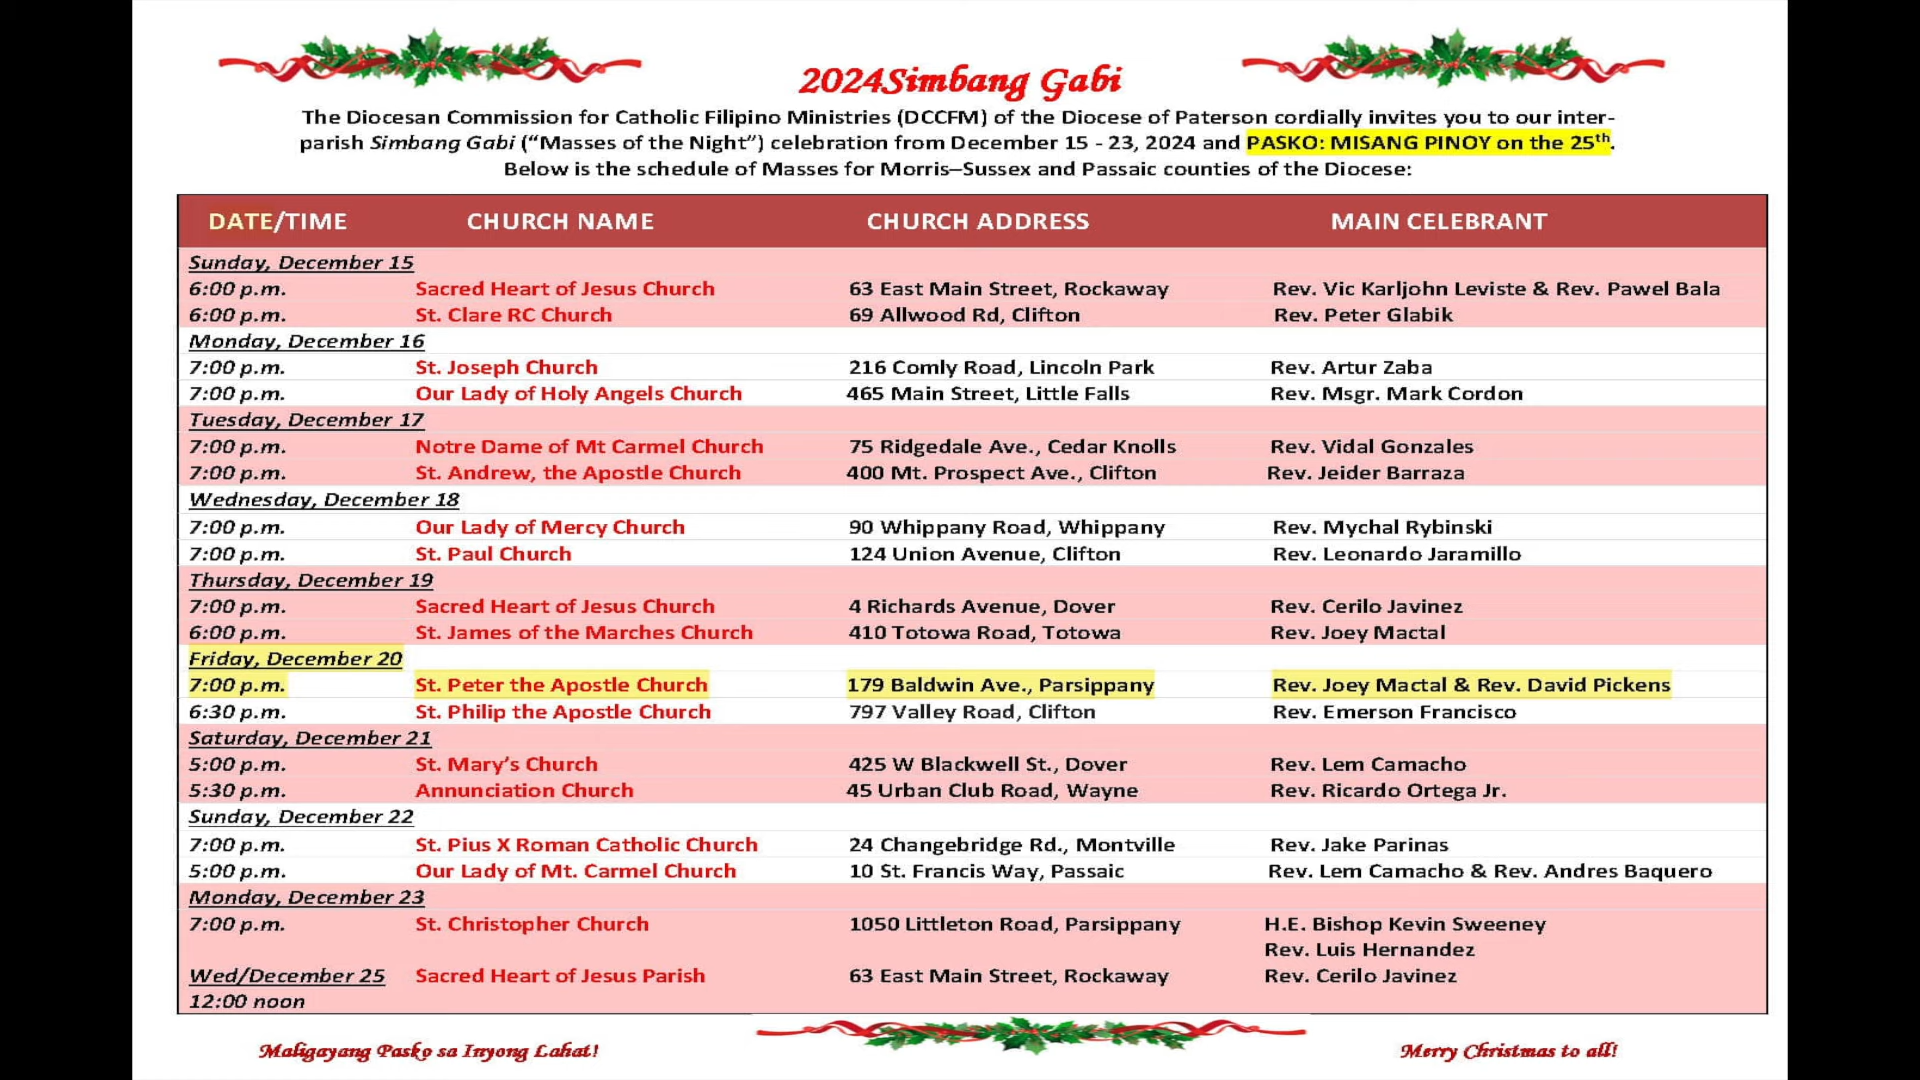 2024Simbang Gabi
The Diocesan Commission for Catholic Filipino Ministries (DCCFM) of the Diocese of Paterson cordially invites you to our inter-
parish Simbang Gabi (“Masses of the Night”) celebration from December 15 - 23, 2024 and PASKO: MISANG PINOY on the 25th.
Below is the schedule of Masses for Morris–Sussex and Passaic counties of the Diocese:
DATE/TIME CHURCH NAME CHURCH ADDRESS MAIN CELEBRANT
Sunday, December 15
6:00 p.m. Sacred Heart of Jesus Church 63 East Main Street, Rockaway Rev. Vic Karljohn Leviste & Rev. Pawel Bala
6:00 p.m. St. Clare RC Church 69 Allwood Rd, Clifton Rev. Peter Glabik
Monday, December 16
7:00 p.m. St. Joseph Church 216 Comly Road, Lincoln Park Rev. Artur Zaba
7:00 p.m. Our Lady of Holy Angels Church 465 Main Street, Little Falls Rev. Msgr. Mark Cordon
Tuesday, December 17
7:00 p.m. Notre Dame of Mt Carmel Church 75 Ridgedale Ave., Cedar Knolls Rev. Vidal Gonzales
7:00 p.m. St. Andrew, the Apostle Church 400 Mt. Prospect Ave., Clifton Rev. Jeider Barraza
Wednesday, December 18
7:00 p.m. Our Lady of Mercy Church 90 Whippany Road, Whippany Rev. Mychal Rybinski
7:00 p.m. St. Paul Church 124 Union Avenue, Clifton Rev. Leonardo Jaramillo
Thursday, December 19
7:00 p.m. Sacred Heart of Jesus Church 4 Richards Avenue, Dover Rev. Cerilo Javinez
6:00 p.m. St. James of the Marches Church 410 Totowa Road, Totowa Rev. Joey Mactal
Friday, December 20
7:00 p.m. St. Peter the Apostle Church 179 Baldwin Ave., Parsippany Rev. Joey Mactal & Rev. David Pickens
6:30 p.m. St. Philip the Apostle Church 797 Valley Road, Clifton Rev. Emerson Francisco
Saturday, December 21
5:00 p.m. St. Mary’s Church 425 W Blackwell St., Dover Rev. Lem Camacho
5:30 p.m. Annunciation Church 45 Urban Club Road, Wayne Rev. Ricardo Ortega Jr.
Sunday, December 22
7:00 p.m. St. Pius X Roman Catholic Church 24 Changebridge Rd., Montville Rev. Jake Parinas
5:00 p.m. Our Lady of Mt. Carmel Church 10 St. Francis Way, Passaic Rev. Lem Camacho & Rev. Andres Baquero
Monday, December 23
7:00 p.m. St. Christopher Church 1050 Littleton Road, Parsippany H.E. Bishop Kevin Sweeney
Rev. Luis Hernandez
Wed/December 25 Sacred Heart of Jesus Parish 63 East Main Street, Rockaway Rev. Cerilo Javinez
12:00 noon
Maligayang Pasko sa Inyong Lahat! Merry Christmas to all!